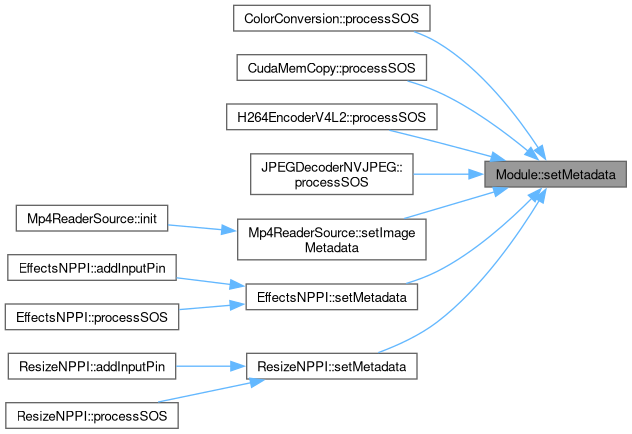 ColorConversion::processSOS
CudaMemCopy::processSOS
H264EncoderV4L2::processSOS
JPEGDecoderNVJPEG::
processSOS
Module::setMetadata
Mp4ReaderSource::init
Mp4ReaderSource::setImage
Metadata
EffectsNPPI::addInputPin
EffectsNPPI::setMetadata
EffectsNPPI::processSOS
ResizeNPPI::addInputPin
ResizeNPPI::setMetadata
ResizeNPPI::processSOS